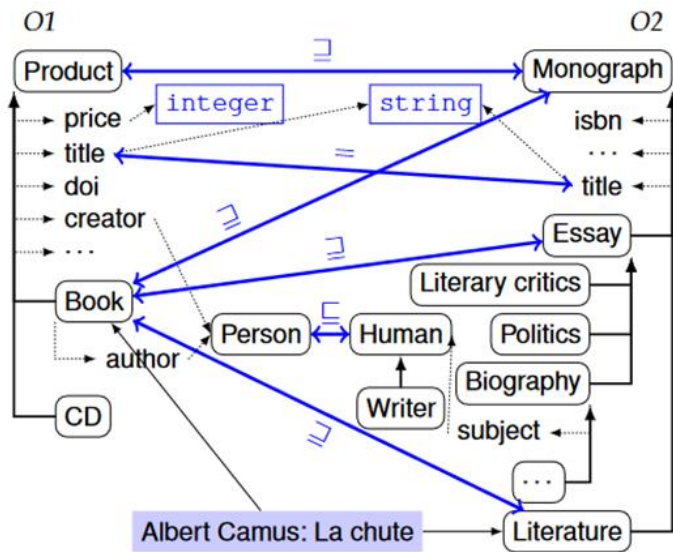 O1 O2
⊒
Product Monograph
price integer string isbn
title = ...
doi title
creator ⊒
... ⊒ Essay
Book Literary critics
Person ⊑ Human Politics
author Biography
CD Writer subject
⊒ ...
Albert Camus: La chute Literature